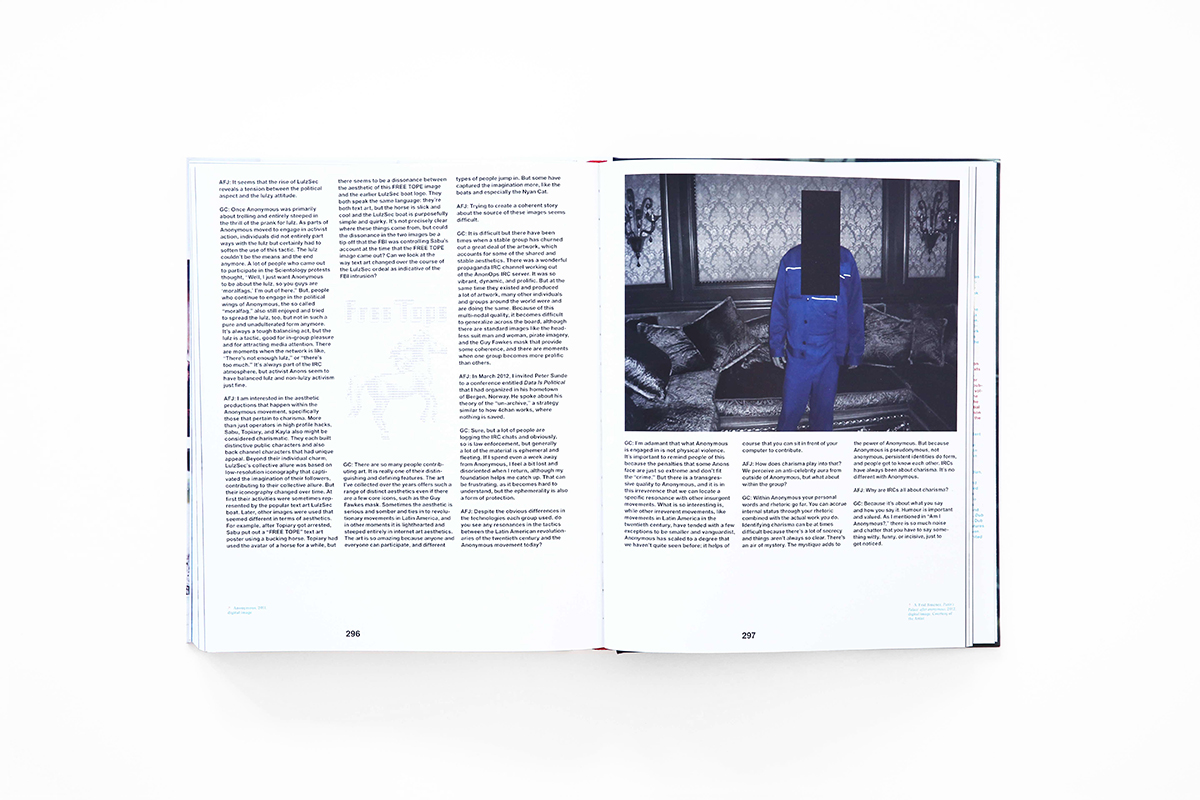 AFJ: It seems that the rise of LulzSec
reveals a tension between the political
aspect and the lulzy attitude.
GC: Once Anonymous was primarily
about trolling and entirely steeped in
the thrill of the prank for lulz. As parts of
Anonymous moved to engage in activist
action, individuals did not entirely part
ways with the lulz but certainly had to
soften the use of this tactic. The lulz
couldn't be the means and the end
anymore. A lot of people who came out
to participate in the Scientology protests
thought, "Well, I just want Anonymous
to be about the lulz, so you guys are
'moralfags.' I'm out of here." But, people
who continue to engage in the political
wings of Anonymous, the so called
"moralfag," also still enjoyed and tried
to spread the lulz, too, but not in such a
pure and unadulterated form anymore.
It's always a tough balancing act, but the
lulz is a tactic, good for in-group pleasure
and for attracting media attention. There
are moments when the network is like,
"There's not enough lulz," or "there's
too much." It's always part of the IRC
atmosphere, but activist Anons seem to
have balanced lulz and non-lulzy activism
just fine.
AFJ: I am interested in the aesthetic
productions that happen within the
Anonymous movement, specifically
those that pertain to charisma. More
than just operators in high profile hacks,
Sabu, Topiary, and Kayla also might be
considered charismatic. They each built
distinctive public characters and also
back channel characters that had unique
appeal. Beyond their individual charm,
LulzSec's collective allure was based on
low-resolution iconography that capti-
vated the imagination of their followers,
contributing to their collective allure. But
their iconography changed over time. At
first their activities were sometimes rep-
resented by the popular text art LulzSec
boat. Later, other images were used that
seemed different in terms of aesthetics.
For example, after Topiary got arrested,
Sabu put out a "FREE TOPE" text art
poster using a bucking horse. Topiary had
used the avatar of a horse for a while, but
there seems to be a dissonance between
the aesthetic of this FREE TOPE image
and the earlier LulzSec boat logo. They
both speak the same language: they're
both text art, but the horse is slick and
cool and the LulzSec boat is purposefully
simple and quirky. It's not precisely clear
where these things come from, but could
the dissonance in the two images be a
tip off that the FBI was controlling Sabu's
account at the time that the FREE TOPE
image came out? Can we look at the
way text art changed over the course of
the LulzSec ordeal as indicative of the
FBI intrusion?
Free Tope
GC: There are so many people contrib-
uting art. It is really one of their distin-
guishing and defining features. The art
I've collected over the years offers such a
range of distinct aesthetics even if there
are a few core icons, such as the Guy
Fawkes mask. Sometimes the aesthetic is
serious and somber and ties in to revolu-
tionary movements in Latin America, and
in other moments it is lighthearted and
steeped entirely in internet art aesthetics.
The art is so amazing because anyone and
everyone can participate, and different
types of people jump in. But some have
captured the imagination more, like the
boats and especially the Nyan Cat.
AFJ: Trying to create a coherent story
about the source of these images seems
difficult.
GC: It is difficult but there have been
times when a stable group has churned
out a great deal of the artwork, which
accounts for some of the shared and
stable aesthetics. There was a wonderful
propaganda IRC channel working out
of the AnonOps IRC server. It was so
vibrant, dynamic, and prolific. But at the
same time they existed and produced
a lot of artwork, many other individuals
and groups around the world were and
are doing the same. Because of this
multi-nodal quality, it becomes difficult
to generalize across the board, although
there are standard images like the head-
less suit man and woman, pirate imagery,
and the Guy Fawkes mask that provide
some coherence, and there are moments
when one group becomes more prolific
than others.
AFJ: In March 2012, I invited Peter Sunde
to a conference entitled Data Is Political
that I had organized in his hometown
of Bergen, Norway. He spoke about his
theory of the "un-archive," a strategy
similar to how 4chan works, where
nothing is saved.
GC: Sure, but a lot of people are
logging the IRC chats and obviously,
so is law enforcement, but generally
a lot of the material is ephemeral and
fleeting. If I spend even a week away
from Anonymous, I feel a bit lost and
disoriented when I return, although my
foundation helps me catch up. That can
be frustrating, as it becomes hard to
understand, but the ephemerality is also
a form of protection.
AFJ: Despite the obvious differences in
the technologies each group used, do
you see any resonances in the tactics
between the Latin American revolution-
aries of the twentieth century and the
Anonymous movement today?
Anonymous,
digital image
296
GC: I'm adamant that what Anonymous
is engaged in is not physical violence.
It's important to remind people of this
because the penalties that some Anons
face are just so extreme and don't fit
the "crime." But there is a transgres-
sive quality to Anonymous, and it is in
this irreverence that we can locate a
specific resonance with other insurgent
movements. What is so interesting is,
while other irreverent movements, like
movements in Latin America in the
twentieth century, have tended with a few
exceptions to be smaller and vanguardist,
Anonymous has scaled to a degree that
we haven't quite seen before; it helps of
course that you can sit in front of your
computer to contribute.
AFJ: How does charisma play into that?
We perceive an anti-celebrity aura from
outside of Anonymous, but what about
within the group?
GC: Within Anonymous your personal
words and rhetoric go far. You can accrue
internal status through your rhetoric
combined with the actual work you do.
Identifying charisma can be at times
difficult because there's a lot of secrecy
and things aren't always so clear. There's
an air of mystery. The mystique adds to
the power of Anonymous. But because
Anonymous is pseudonymous, not
anonymous, persistent identities do form,
and people get to know each other. IRCs
have always been about charisma. It's no
different with Anonymous.
AFJ: Why are IRCs all about charisma?
GC: Because it's about what you say
and how you say it. Humour is important
and valued. As I mentioned in "Am I
Anonymous?," there is so much noise
and chatter that you have to say some-
thing witty, funny, or incisive, just to
get noticed.
297